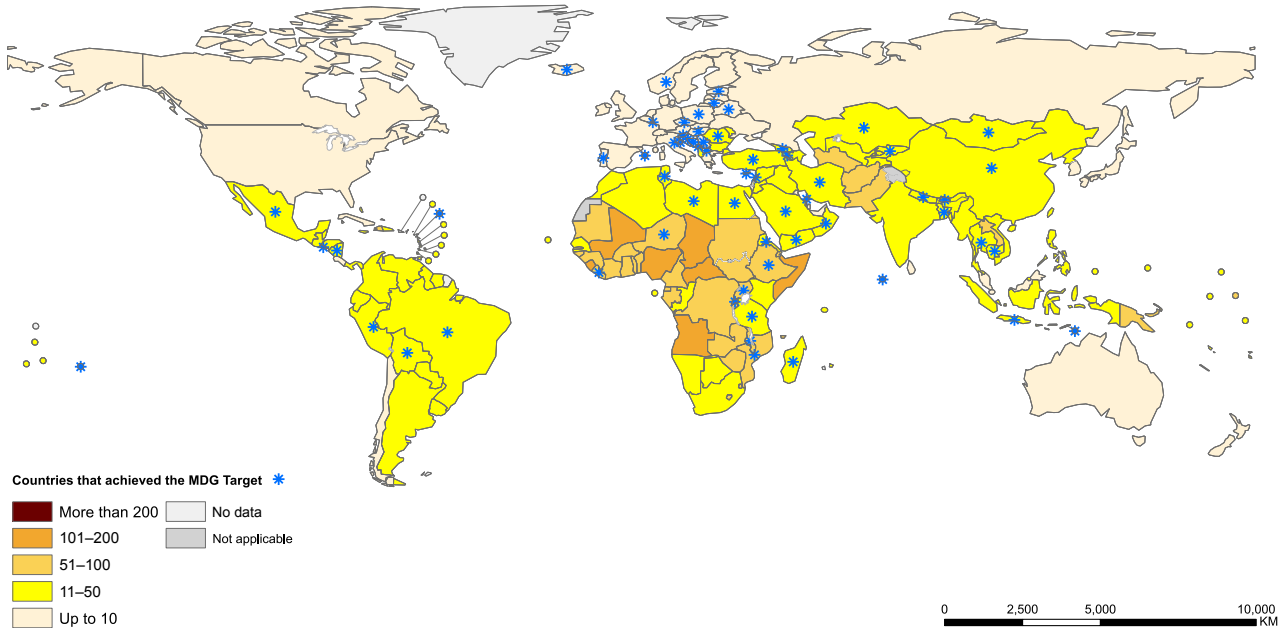 Countries that achieved the MDG Target
More than 200
No data
101–200
Not applicable
51–100
11–50
Up to 10
0 2,500 5,000 10,000
KM